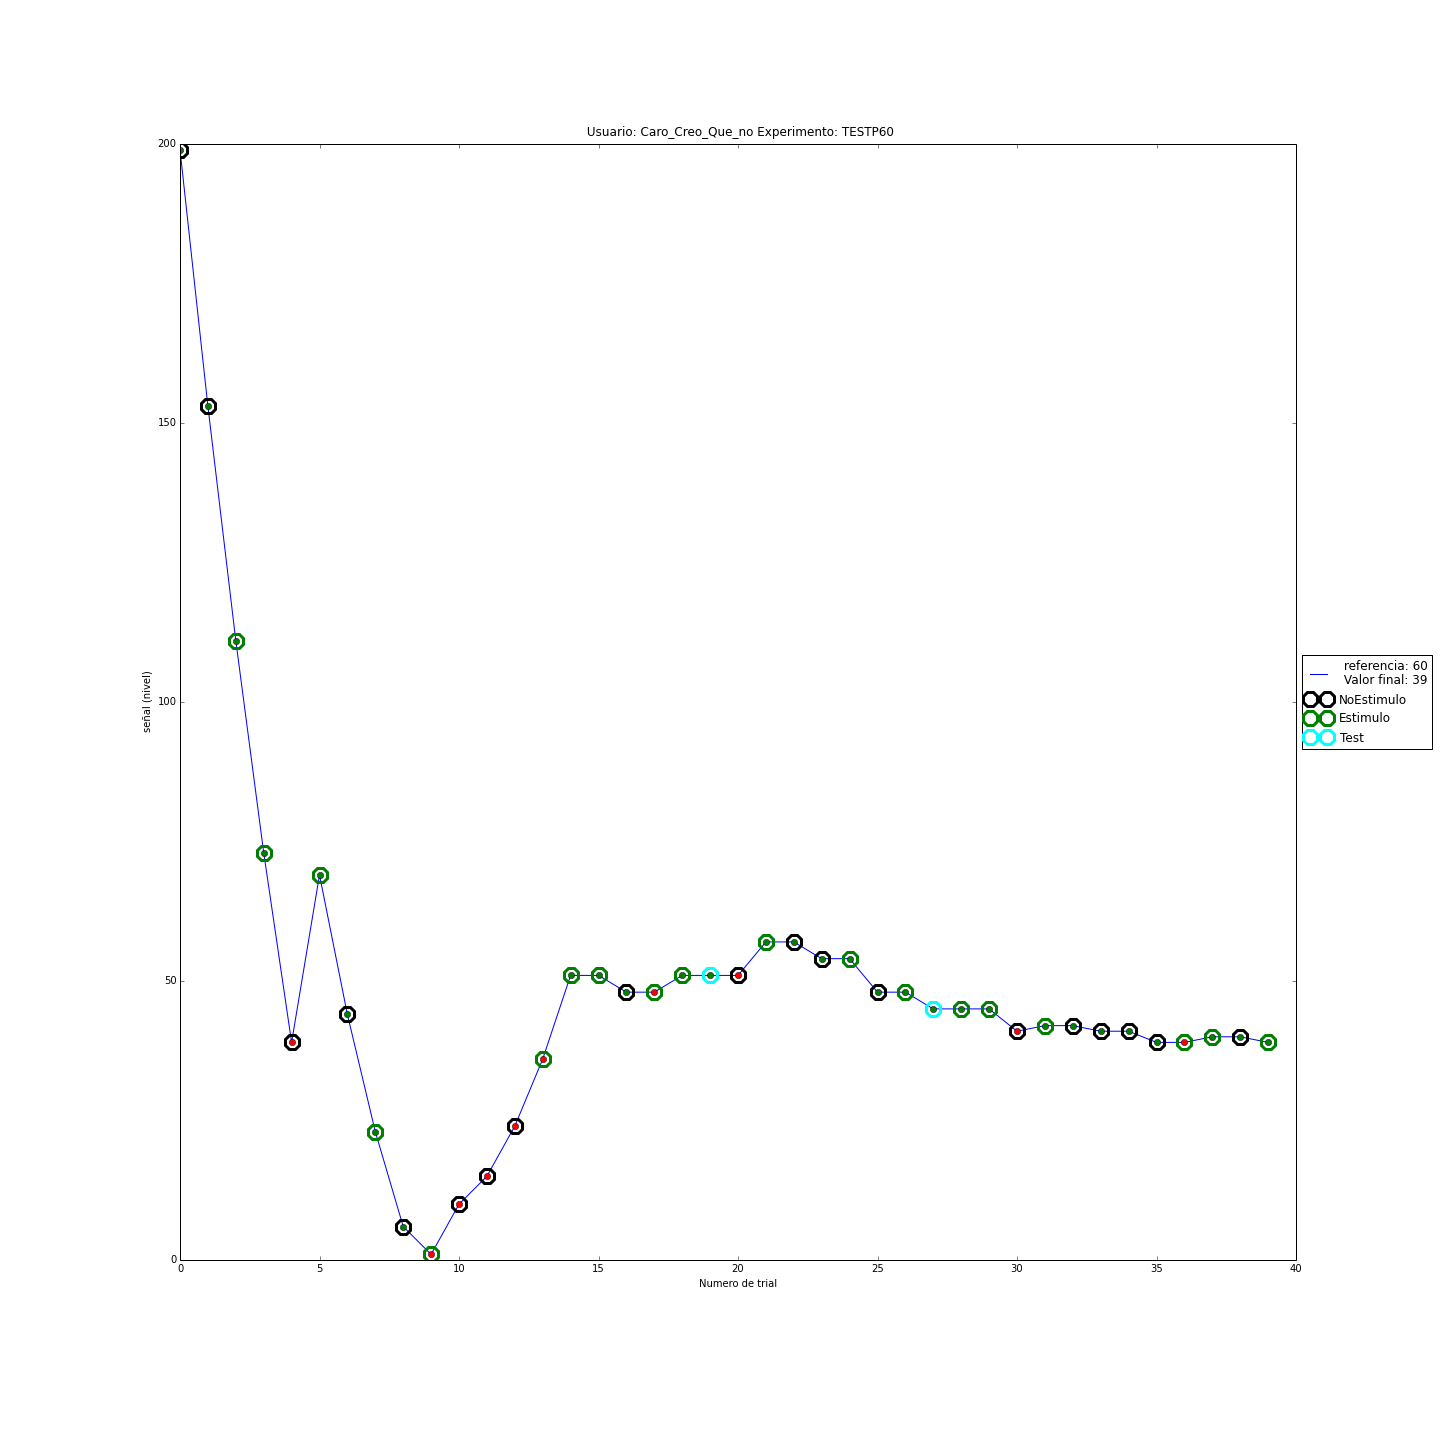 Usuario: Caro_Creo_Que_no Experimento: TESTP60
200
150
100
50
0
señal (nivel)
0 5 10 15 20 25 30 35 40
Numero de trial
referencia: 60
Valor final: 39
NoEstimulo
Estimulo
Test